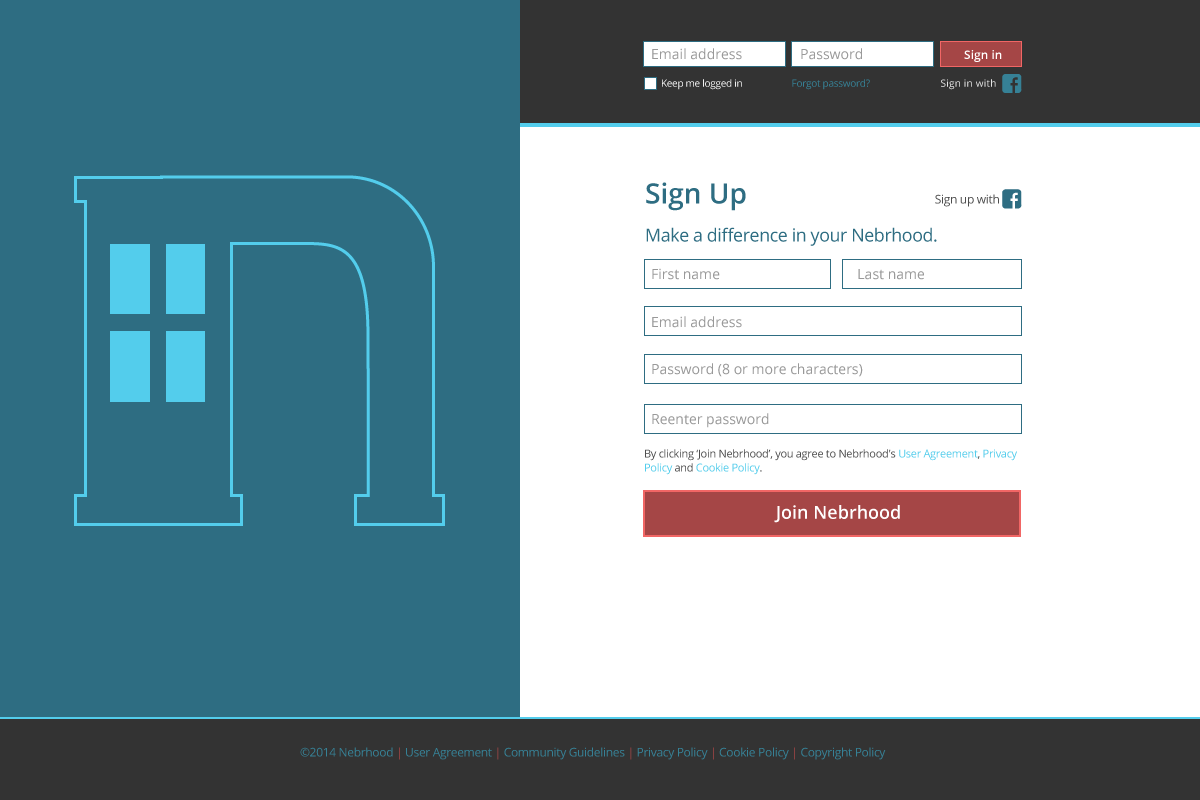 Email address Password Sign in
Keep me logged in Forgot password? Sign in with
Sign Up
Sign up with
Make a difference in your Nebrhood.
First name Last name
Email address
Password (8 or more characters)
Reenter password
By clicking ‘Join Nebrhood’, you agree to Nebrhood's User Agreement, Privacy
Policy and Cookie Policy.
Join Nebrhood
©2014 Nebrhood | User Agreement | Community Guidelines | Privacy Policy | Cookie Policy | Copyright Policy